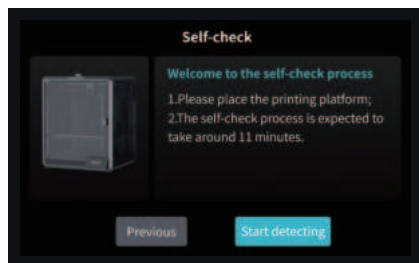 Self-check
Welcome to the self-check process
1.Please place the printing platform;
2.The self-check process is expected to
take around 11 minutes.
Previous
Start detecting